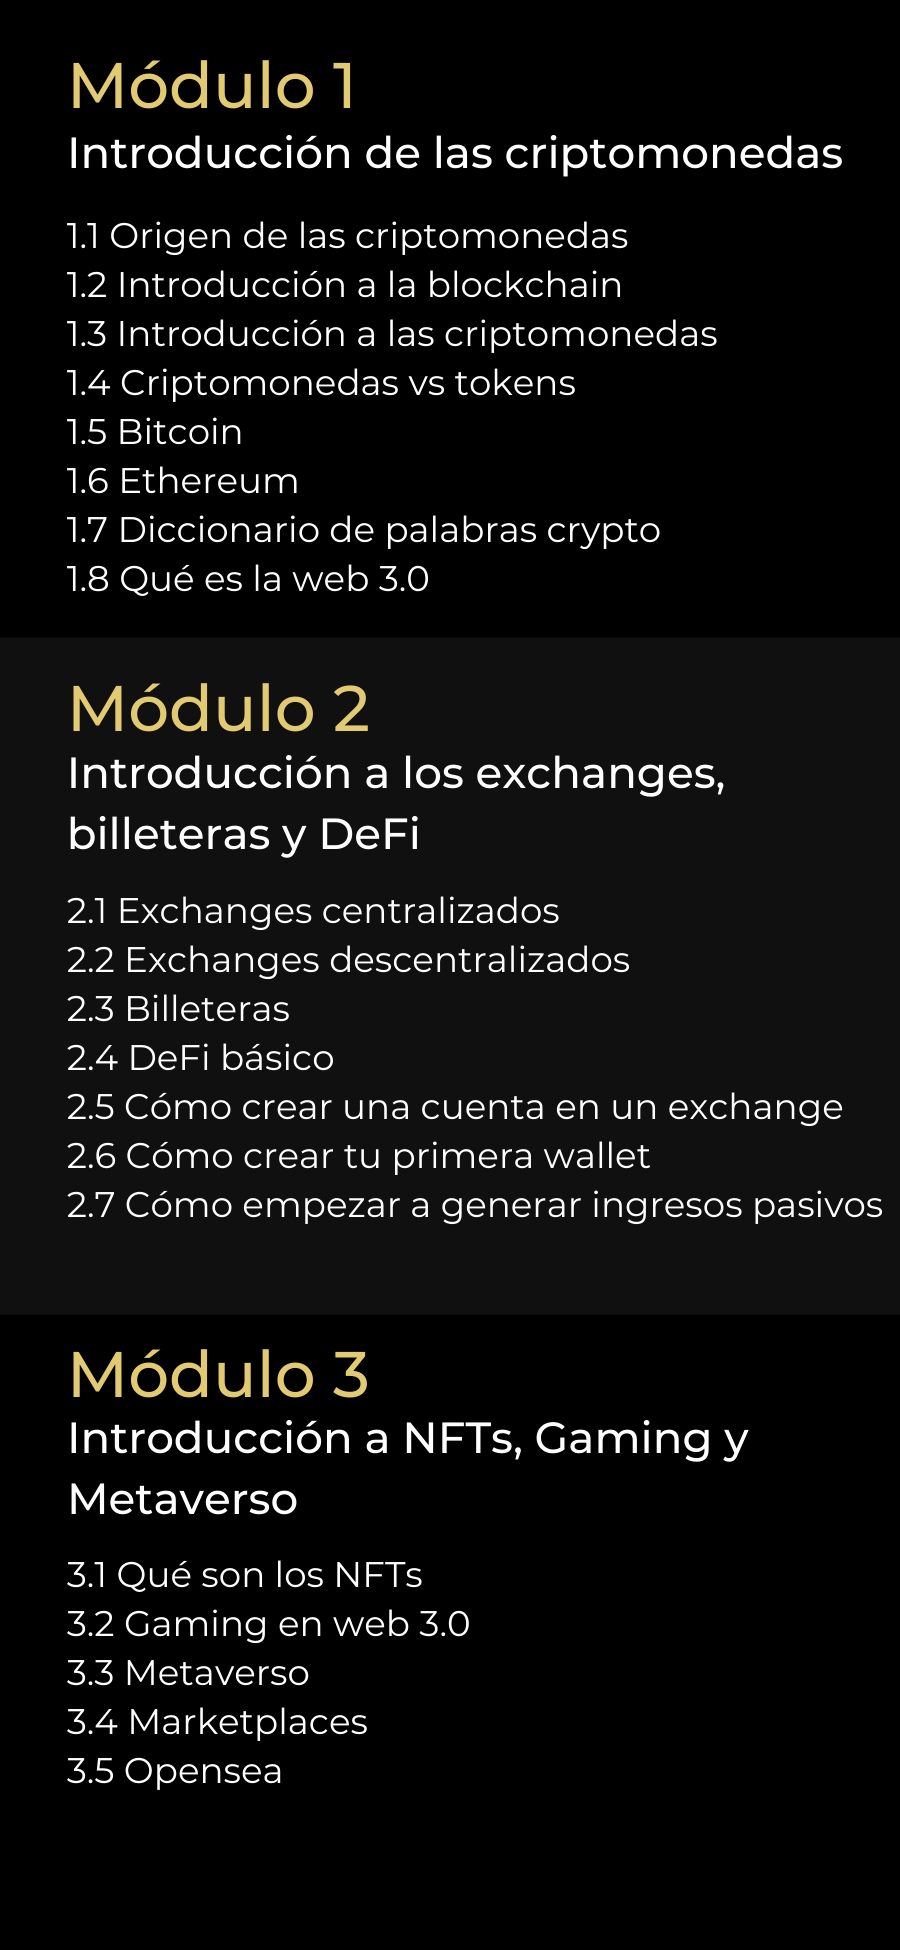 Módulo 1
Introducción de las criptomonedas
1.1 Origen de las criptomonedas
1.2 Introducción a la blockchain
1.3 Introducción a las criptomonedas
1.4 Criptomonedas vs tokens
1.5 Bitcoin
1.6 Ethereum
1.7 Diccionario de palabras crypto
1.8 Qué es la web 3.0
Módulo 2
Introducción a los exchanges,
billeteras y DeFi
2.1 Exchanges centralizados
2.2 Exchanges descentralizados
2.3 Billeteras
2.4 DeFi básico
2.5 Cómo crear una cuenta en un exchange
2.6 Cómo crear tu primera wallet
2.7 Cómo empezar a generar ingresos pasivos
Módulo 3
Introducción a NFTs, Gaming y
Metaverso
3.1 Qué son los NFTs
3.2 Gaming en web 3.0
3.3 Metaverso
3.4 Marketplaces
3.5 Opensea